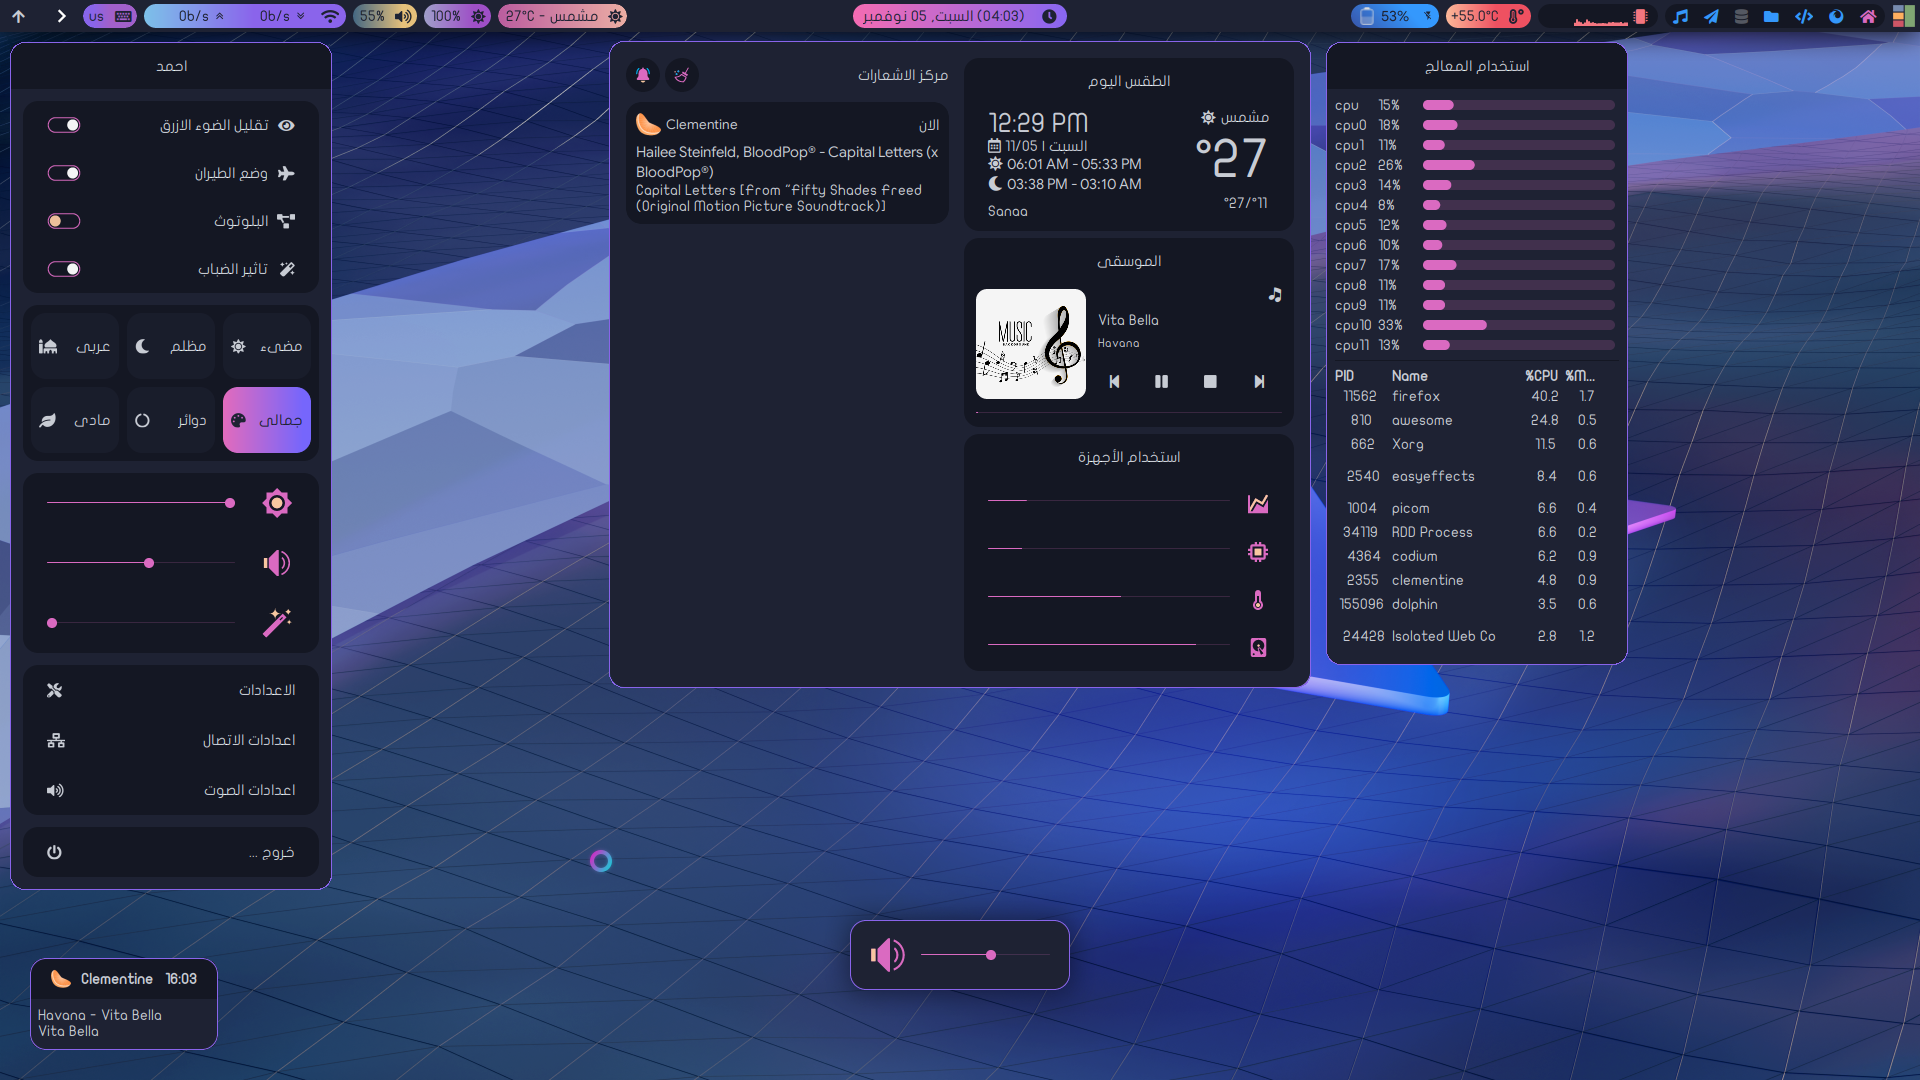 us
0b/s
0b/s
55%
100%
27°C - مشمس
(04:03) السبت, 05 نوفمبر
53%
+55.0°C
احمد
تقليل الضوء الازرق
وضع الطيران
البلوتوث
تاثير الضباب
مضيء
مظلم
عربي
جمالي
دوائر
مادي
الاعدادات
اعدادات الاتصال
اعدادات الصوت
خروج ...
Clementine 16:03
Havana - Vita Bella
Vita Bella
مركز الاشعارات
Clementine
الان
Hailee Steinfeld, BloodPop® - Capital Letters (x
BloodPop®)
Capital Letters [From "Fifty Shades Freed
(Original Motion Picture Soundtrack)]
الطقس اليوم
12:29 PM
السبت | 11/05
06:01 AM - 05:33 PM
03:38 PM - 03:10 AM
Sanaa
مشمس
°27
°27/°11
الموسيقى
MUSIC
BACKGROUND
Vita Bella
Havana
استخدام الأجهزة
استخدام المعالج
cpu 15%
cpu0 18%
cpu1 11%
cpu2 26%
cpu3 14%
cpu4 8%
cpu5 12%
cpu6 10%
cpu7 17%
cpu8 11%
cpu9 11%
cpu10 33%
cpu11 13%
PID Name %CPU %M...
11562 firefox 40.2 1.7
810 awesome 24.8 0.5
662 Xorg 11.5 0.6
2540 easyeffects 8.4 0.6
1004 picom 6.6 0.4
34119 RDD Process 6.6 0.2
4364 codium 6.2 0.9
2355 clementine 4.8 0.9
155096 dolphin 3.5 0.6
24428 Isolated Web Co 2.8 1.2